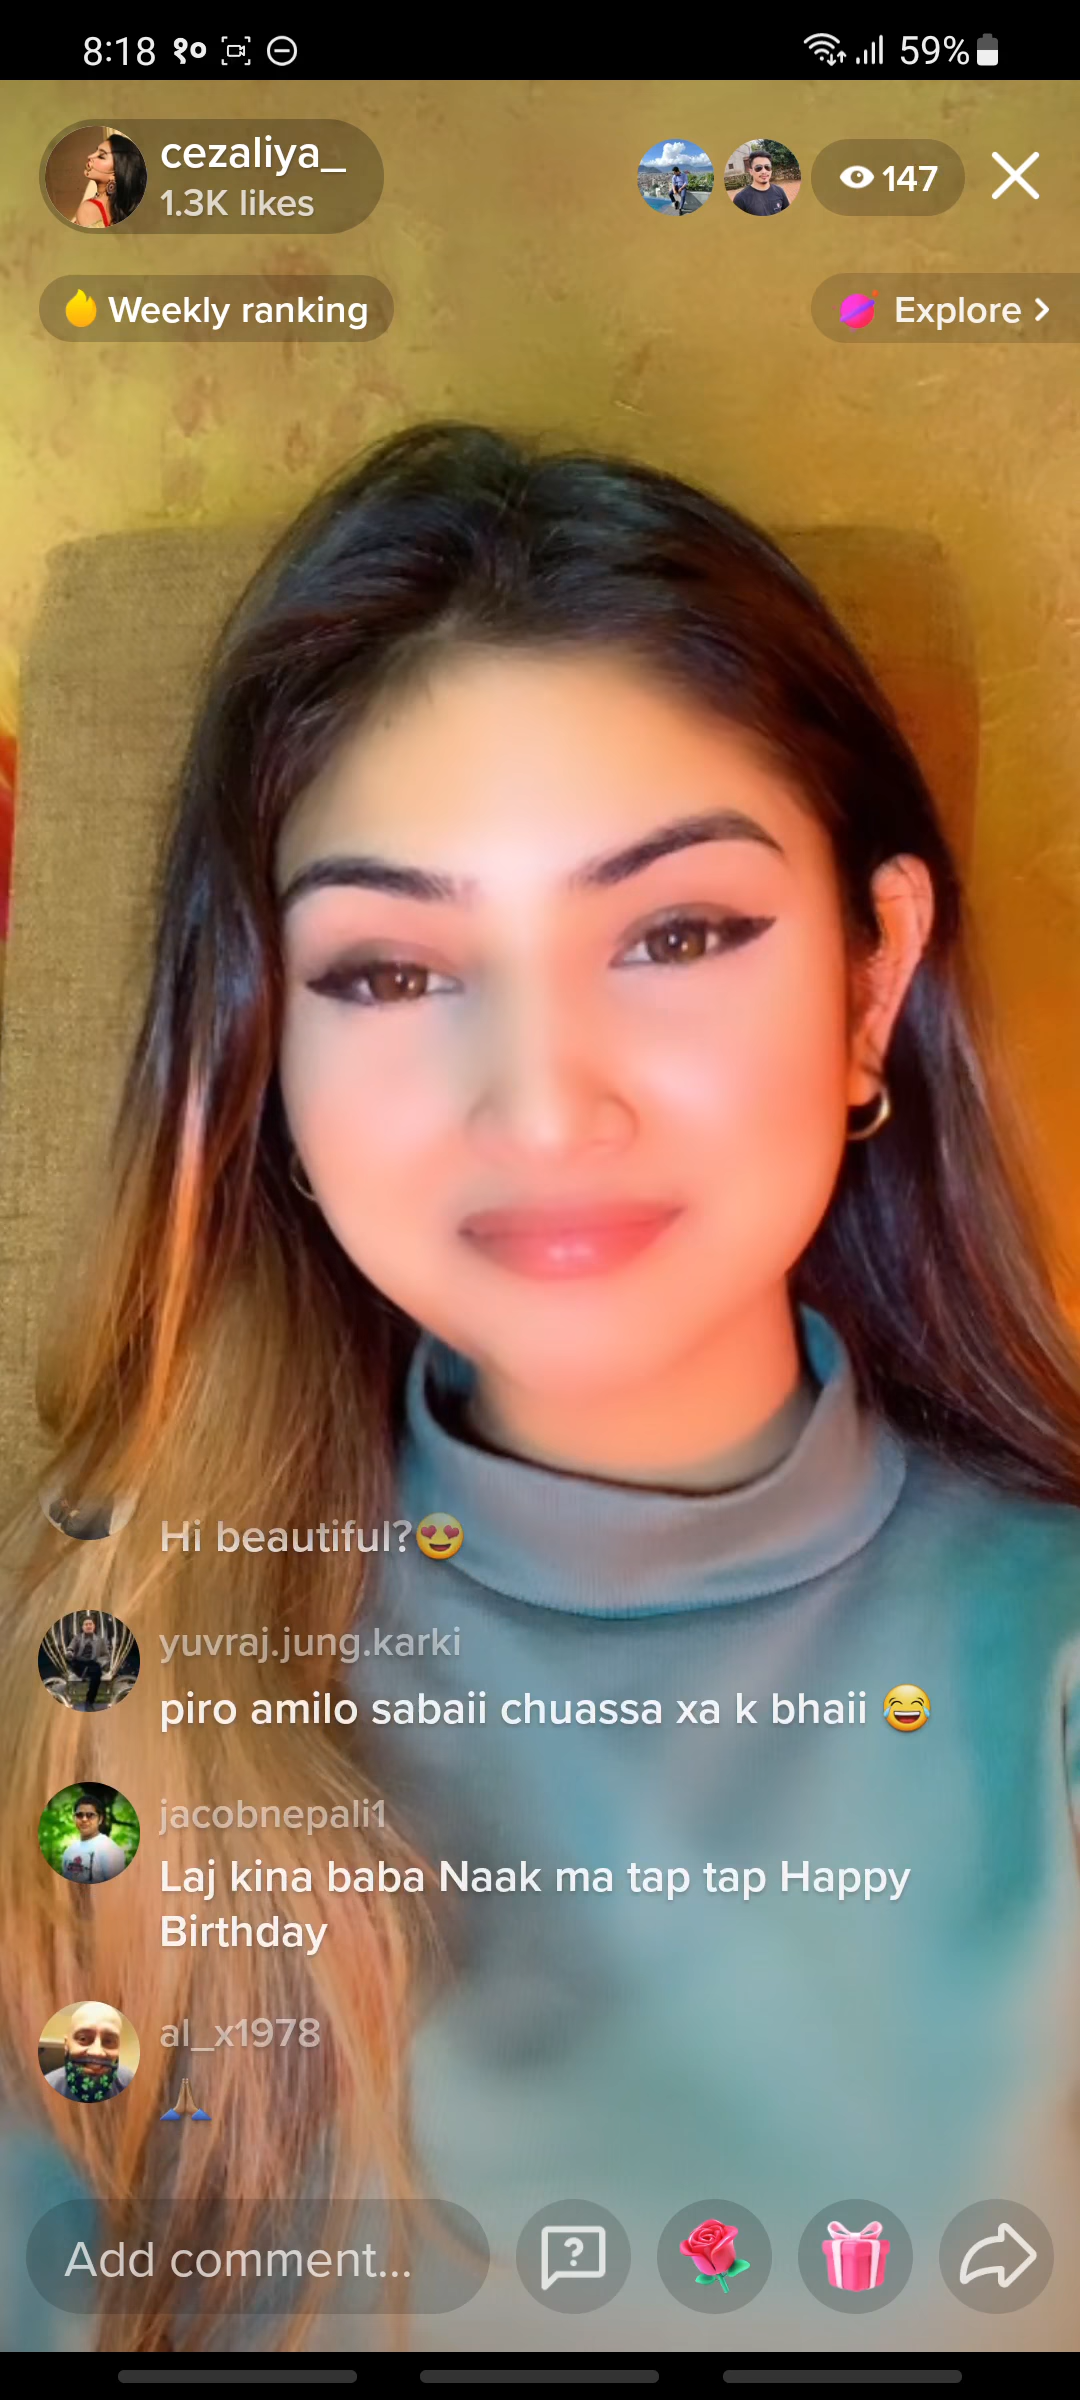 8:18 १० 59%
cezaliya_
1.3K likes
147
Weekly ranking
Explore >
Hi beautiful?😍
yuvraj.jung.karki
piro amilo sabaii chuassa xa k bhaii 😂
jacobnepali1
Laj kina baba Naak ma tap tap Happy
Birthday
al_x1978
🙏🏾
Add comment...